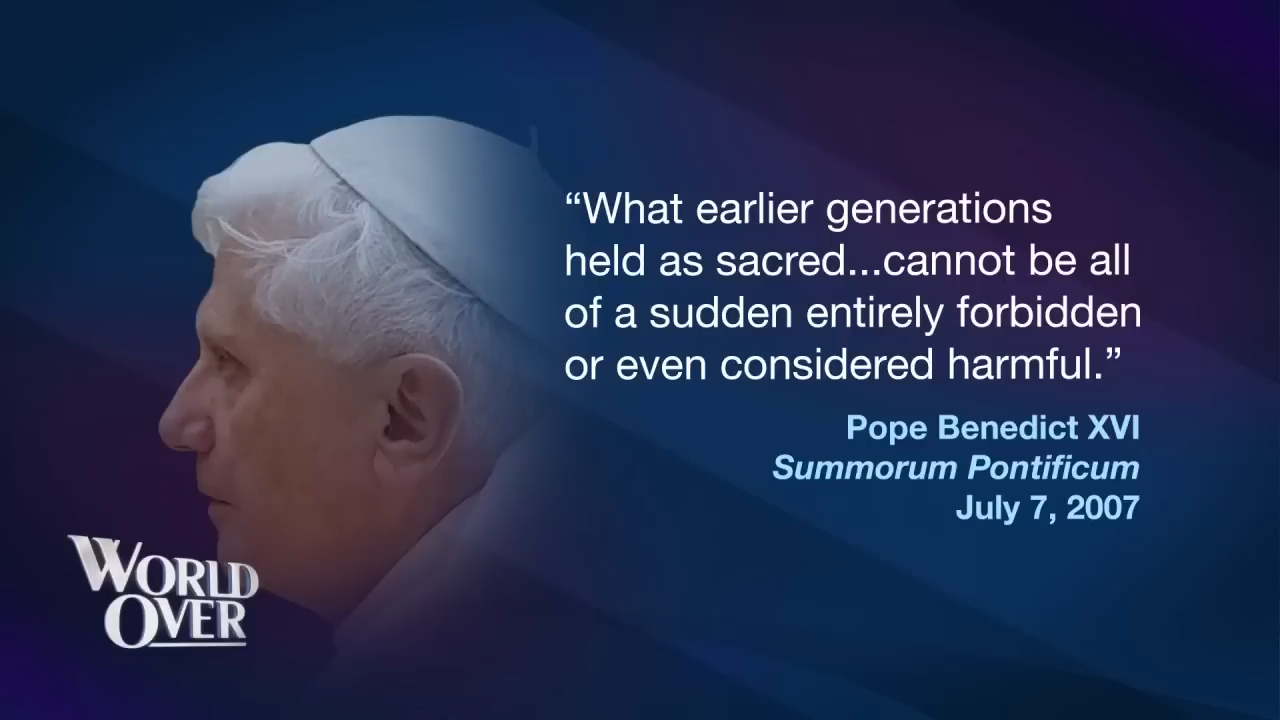 “What earlier generations
held as sacred...cannot be all
of a sudden entirely forbidden
or even considered harmful.”
Pope Benedict XVI
Summorum Pontificum
July 7, 2007
WORLD
OVER